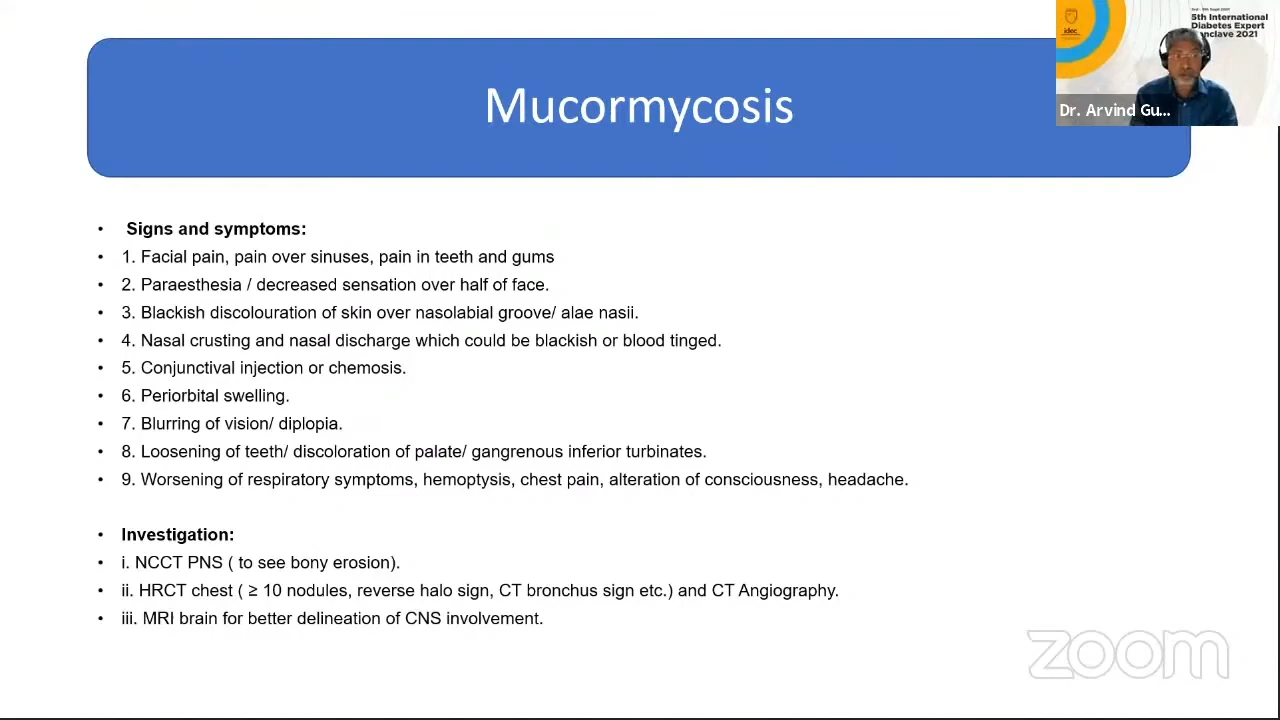 5th International
Diabetes Expert
Conclave 2021
idec
Dr. Arvind Gu...
Mucormycosis
• Signs and symptoms:
• 1. Facial pain, pain over sinuses, pain in teeth and gums
• 2. Paraesthesia / decreased sensation over half of face.
• 3. Blackish discolouration of skin over nasolabial groove/ alae nasii.
• 4. Nasal crusting and nasal discharge which could be blackish or blood tinged.
• 5. Conjunctival injection or chemosis.
• 6. Periorbital swelling.
• 7. Blurring of vision/ diplopia.
• 8. Loosening of teeth/ discoloration of palate/ gangrenous inferior turbinates.
• 9. Worsening of respiratory symptoms, hemoptysis, chest pain, alteration of consciousness, headache.
• Investigation:
• i. NCCT PNS ( to see bony erosion).
• ii. HRCT chest ( ≥ 10 nodules, reverse halo sign, CT bronchus sign etc.) and CT Angiography.
• iii. MRI brain for better delineation of CNS involvement.
zoom